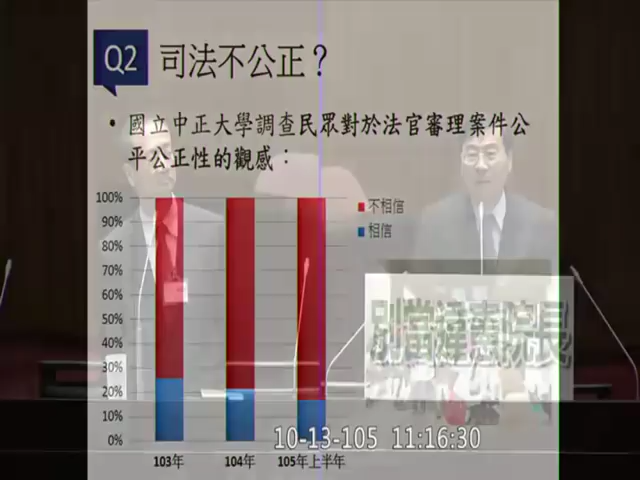 Q2 司法不公正？
• 國立中正大學調查民眾對於法官審理案件公
平公正性的觀感：
100%
90%
80%
70%
60%
50%
40%
30%
20%
10%
0%
不相信
相信
103年 104年 105年上半年
別當違憲院長
10-13-105 11:16:30